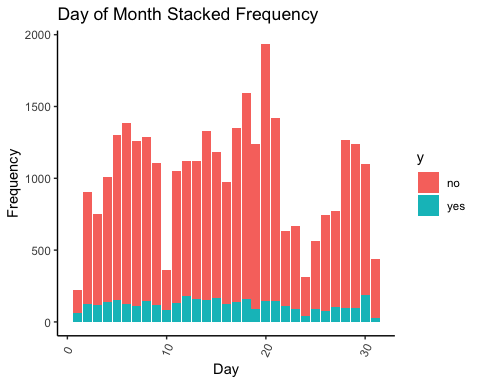 Day of Month Stacked Frequency
2000
1500
1000
500
0
Frequency
0
10
20
30
Day
y
no
yes